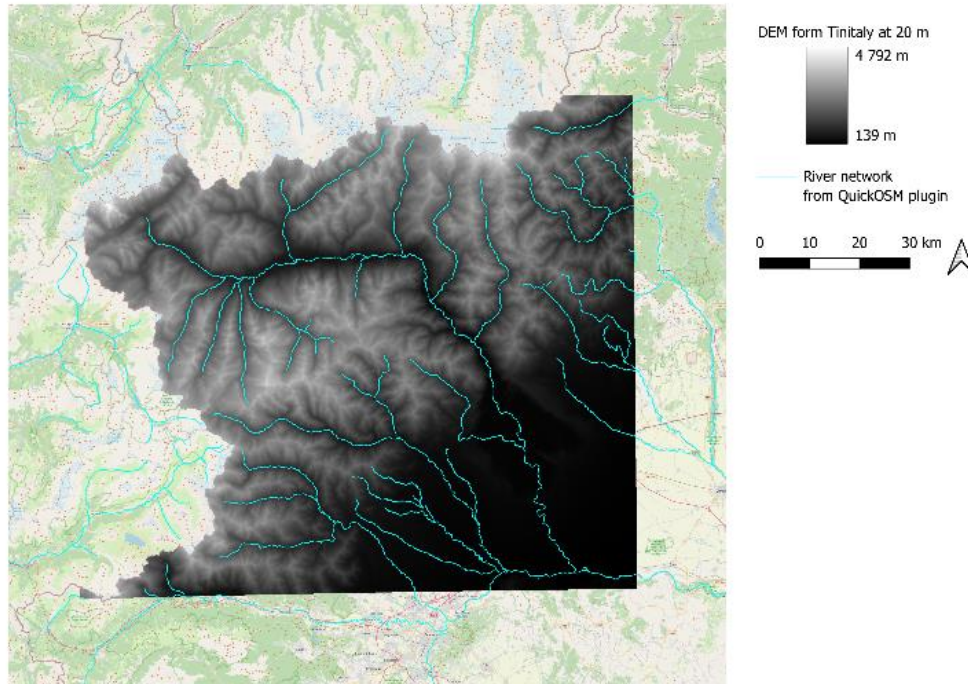 DEM form Tinitaly at 20 m
4 792 m
139 m
River network
from QuickOSM plugin
0 10 20 30 km